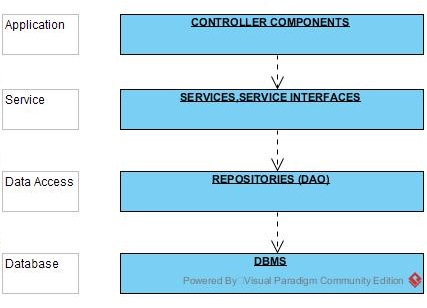 Application
CONTROLLER COMPONENTS
Service
SERVICES,SERVICE INTERFACES
Data Access
REPOSITORIES (DAO)
Database
DBMS
Powered By Visual Paradigm Community Edition